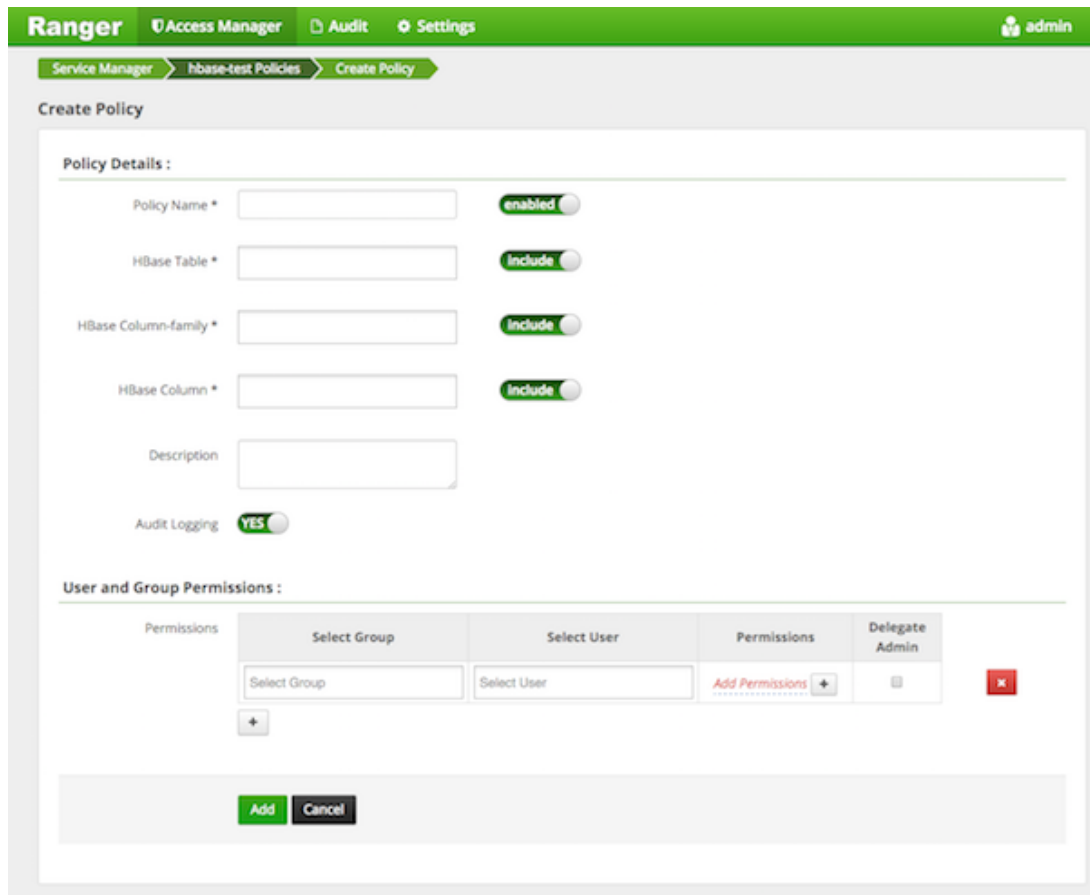 Ranger Access Manager Audit Settings admin
Service Manager hbase-test Policies Create Policy
Create Policy
Policy Details :
Policy Name * enabled
HBase Table * include
HBase Column-family * include
HBase Column * include
Description
Audit Logging YES
User and Group Permissions :
Permissions
Select Group Select User Permissions Delegate
Admin
Select Group Select User Add Permissions +
+
Add Cancel